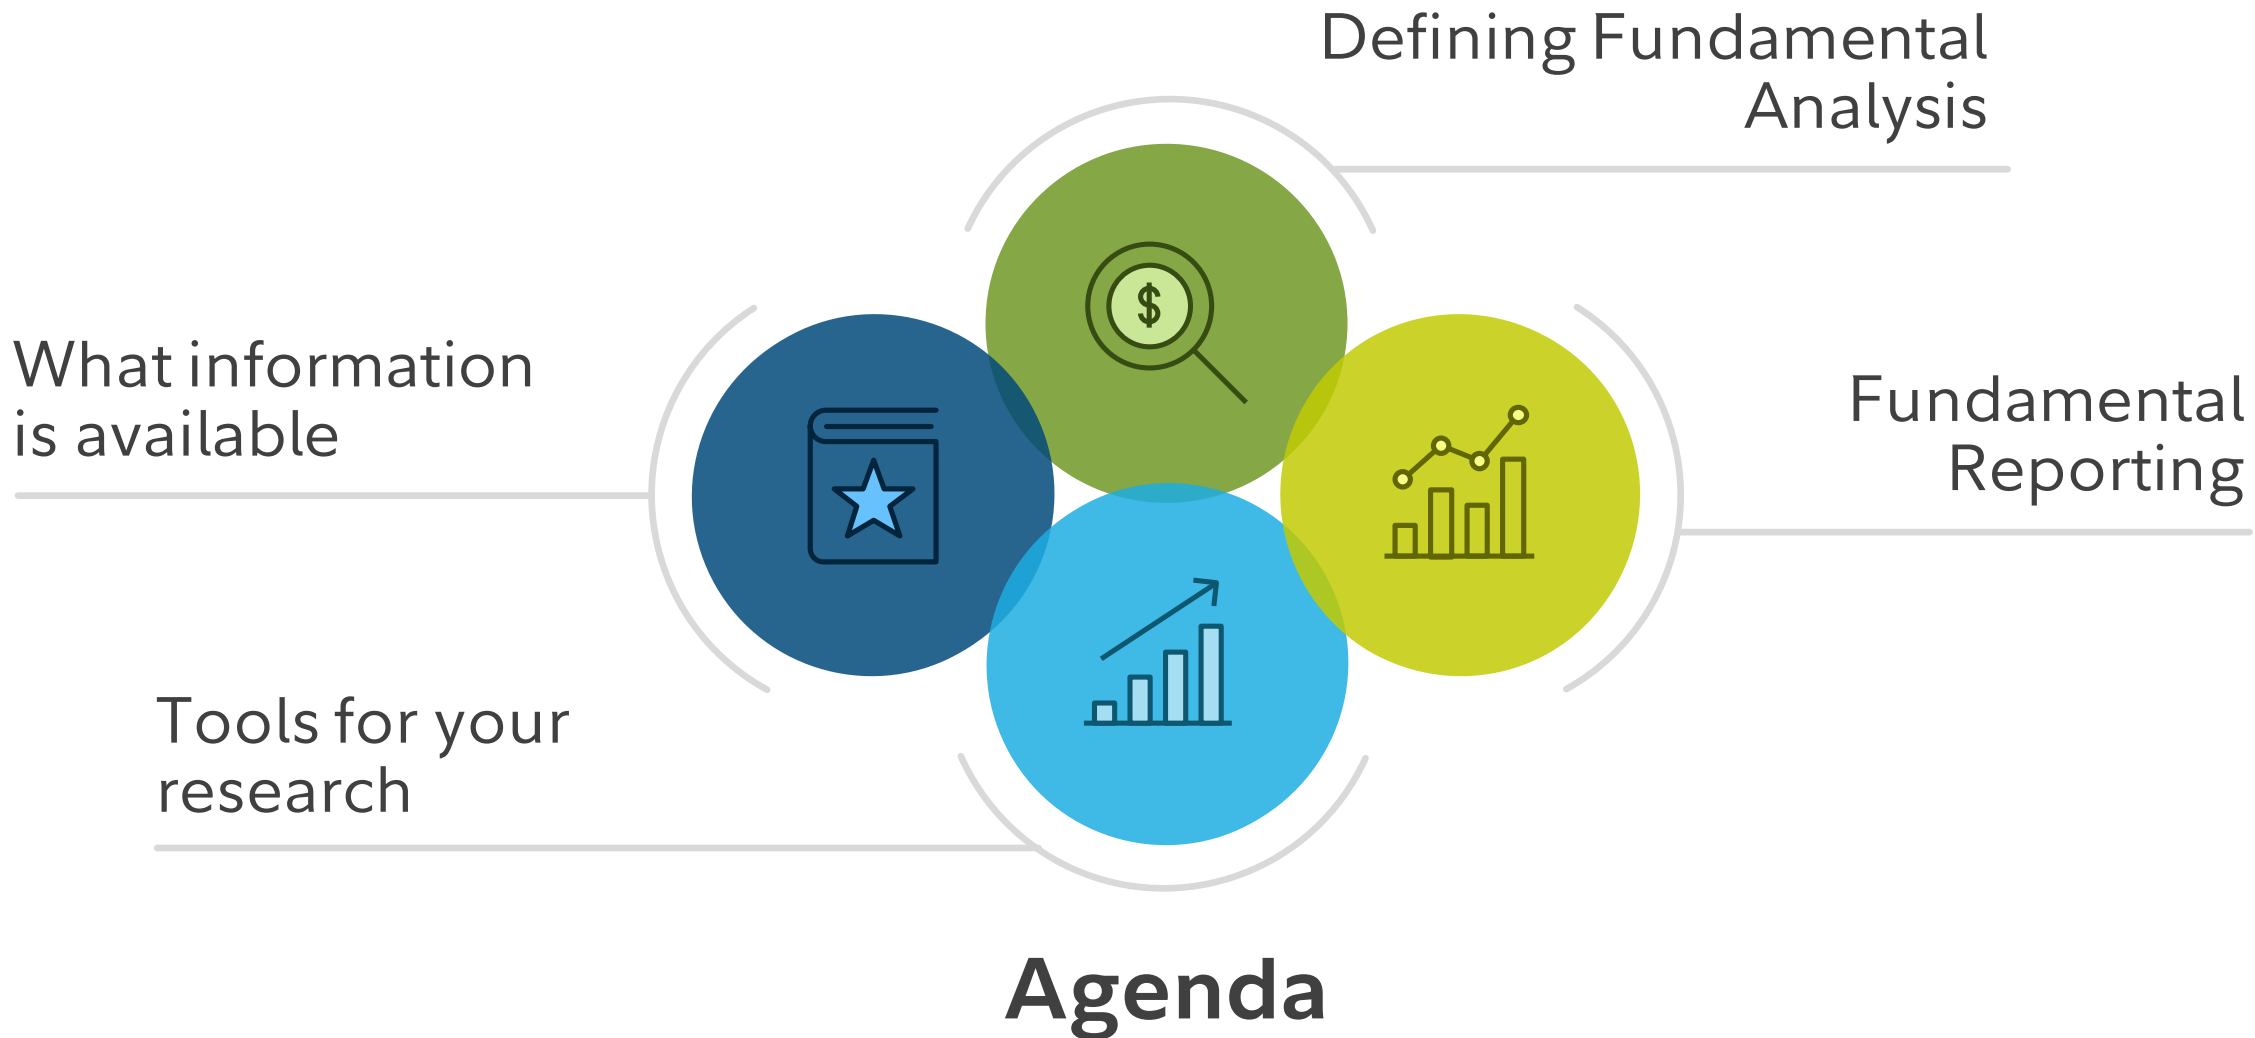 Defining Fundamental
Analysis
What information
is available
$
Fundamental
Reporting
Tools for your
research
Agenda